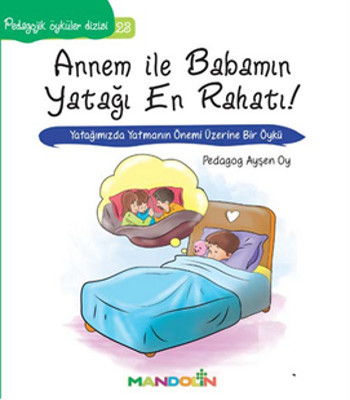 Pedagojik öyküler dizisi 23
Annem ile Babamın
Yatağı En Rahatı!
Yatağımızda Yatmanın Önemi Üzerine Bir Öykü
Pedagog Ayşen Oy
MANDOLİN